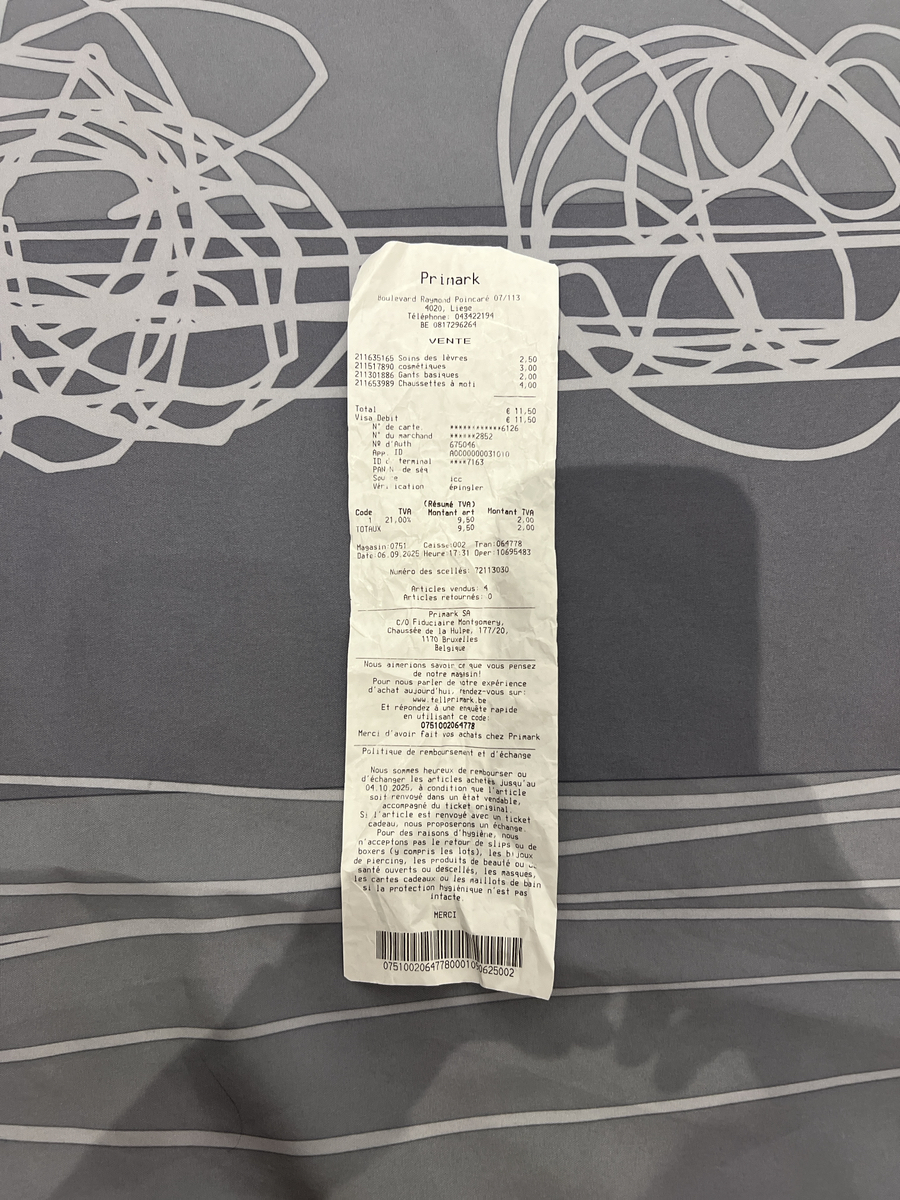 Primark
Boulevard Raymond Poincaré 07/113
4020, Liege
Téléphone: 043422194
BE 0817296264
VENTE
211635165 Soins des lèvres 2,50
211517890 cosmétiques 3,00
211301886 Gants basiques 2,00
211653989 Chaussettes à moti 4,00
Total € 11,50
Visa Debit € 11,50
N° de carte. ************6126
N° du marchand ******2852
Nº d'Auth 675046
App. ID A0000000031010
ID terminal ****7163
PAN N de séq
icc
Vérification épingler
(Résumé TVA)
Code TVA Montant art Montant TVA
1 21,00% 9,50 2,00
TOTAUX 9,50 2,00
Magasin:0751 Caisse:002 Tran:064778
Date:06.09.2025 Heure:17:31 Oper:10695483
Numéro des scellés: 72113030
Articles vendus: 4
Articles retournés: 0
Primark SA
C/O Fiduciaire Montgomery,
Chaussée de la Hulpe, 177/20,
1170 Bruxelles
Belgique
Nous aimerions savoir ce que vous pensez
de notre magasin!
Pour nous parler de votre expérience
d'achat aujourd'hui, rendez-vous sur:
www.tellprimark.be
Et répondez à une enquête rapide
en utilisant ce code:
0751002064778
Merci d'avoir fait vos achats chez Primark
Politique de remboursement et d'échange
Nous sommes heureux de rembourser ou
d'échanger les articles achetés jusqu'au
04.10.2025, à condition que l'article
soit renvoyé dans un état vendable,
accompagné du ticket original.
Si l'article est renvoyé avec un ticket
cadeau, nous proposerons un échange.
Pour des raisons d'hygiène, nous
n'acceptons pas le retour de slips ou de
boxers (y compris les lots), les bijoux
de piercing, les produits de beauté ou
santé ouverts ou descellés, les masques,
les cartes cadeaux ou les maillots de bain
si la protection hygiénique n'est pas
intacte.
MERCI